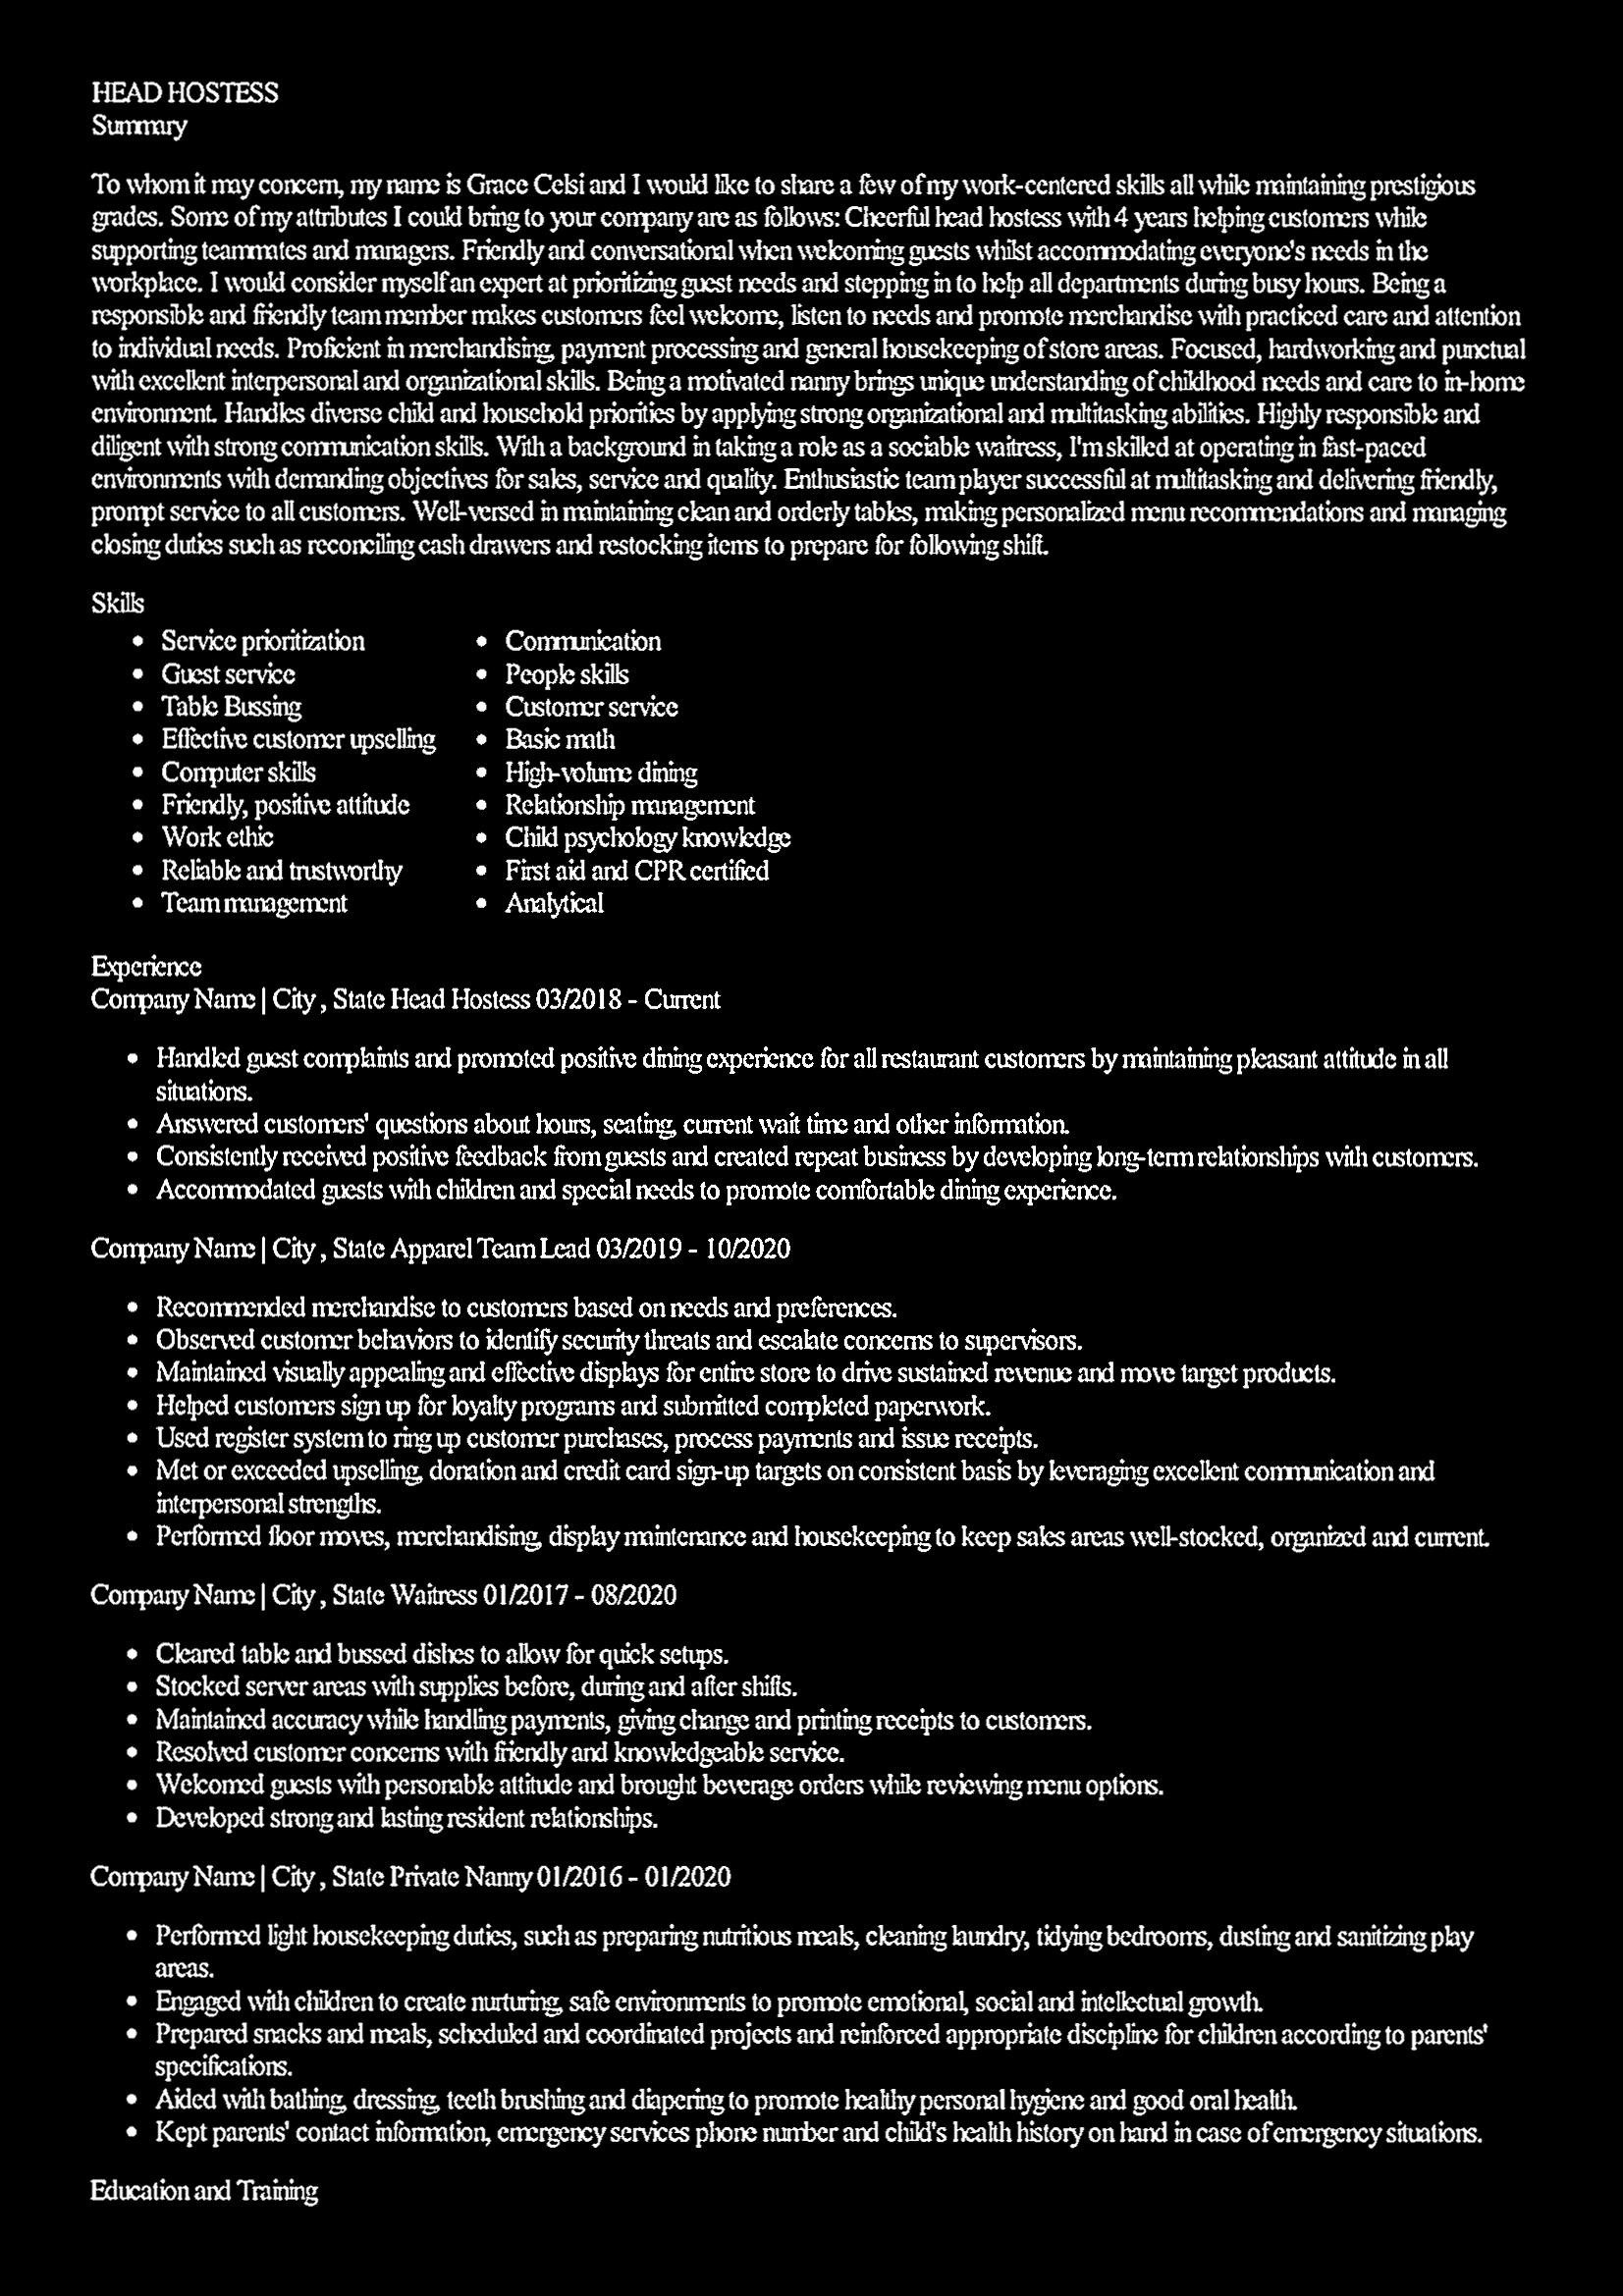 HEAD HOSTESS
Summary
To whom it may concern, my name is Grace Celsi and I would like to share a few of my work-centered skills all while maintaining prestigious
grades. Some of my attributes I could bring to your company are as follows: Cheerful head hostess with 4 years helping customers while
supporting teammates and managers. Friendly and conversational when welcoming guests whilst accommodating everyone's needs in the
workplace. I would consider myself an expert at prioritizing guest needs and stepping in to help all departments during busy hours. Being a
responsible and friendly team member makes customers feel welcome, listen to needs and promote merchandise with practiced care and attention
to individual needs. Proficient in merchandising, payment processing and general housekeeping of store areas. Focused, hardworking and punctual
with excellent interpersonal and organizational skills. Being a motivated nanny brings unique understanding of childhood needs and care to in-home
environment. Handles diverse child and household priorities by applying strong organizational and multitasking abilities. Highly responsible and
diligent with strong communication skills. With a background in taking a role as a sociable waitress, I'm skilled at operating in fast-paced
environments with demanding objectives for sales, service and quality. Enthusiastic team player successful at multitasking and delivering friendly,
prompt service to all customers. Well-versed in maintaining clean and orderly tables, making personalized menu recommendations and managing
closing duties such as reconciling cash drawers and restocking items to prepare for following shift.
Skills
• Service prioritization
• Guest service
• Table Bussing
• Effective customer upselling
• Computer skills
• Friendly, positive attitude
• Work ethic
• Reliable and trustworthy
• Team management
• Communication
• People skills
• Customer service
• Basic math
• High-volume dining
• Relationship management
• Child psychology knowledge
• First aid and CPR certified
• Analytical
Experience
Company Name | City , State Head Hostess 03/2018 - Current
• Handled guest complaints and promoted positive dining experience for all restaurant customers by maintaining pleasant attitude in all
situations.
• Answered customers' questions about hours, seating, current wait time and other information.
• Consistently received positive feedback from guests and created repeat business by developing long-term relationships with customers.
• Accommodated guests with children and special needs to promote comfortable dining experience.
Company Name | City , State Apparel Team Lead 03/2019 - 10/2020
• Recommended merchandise to customers based on needs and preferences.
• Observed customer behaviors to identify security threats and escalate concerns to supervisors.
• Maintained visually appealing and effective displays for entire store to drive sustained revenue and move target products.
• Helped customers sign up for loyalty programs and submitted completed paperwork.
• Used register system to ring up customer purchases, process payments and issue receipts.
• Met or exceeded upselling, donation and credit card sign-up targets on consistent basis by leveraging excellent communication and
interpersonal strengths.
• Performed floor moves, merchandising, display maintenance and housekeeping to keep sales areas well-stocked, organized and current.
Company Name | City , State Waitress 01/2017 - 08/2020
• Cleared table and bussed dishes to allow for quick setups.
• Stocked server areas with supplies before, during and after shifts.
• Maintained accuracy while handling payments, giving change and printing receipts to customers.
• Resolved customer concerns with friendly and knowledgeable service.
• Welcomed guests with personable attitude and brought beverage orders while reviewing menu options.
• Developed strong and lasting resident relationships.
Company Name | City , State Private Nanny 01/2016 - 01/2020
• Performed light housekeeping duties, such as preparing nutritious meals, cleaning laundry, tidying bedrooms, dusting and sanitizing play
areas.
• Engaged with children to create nurturing, safe environments to promote emotional, social and intellectual growth.
• Prepared snacks and meals, scheduled and coordinated projects and reinforced appropriate discipline for children according to parents'
specifications.
• Aided with bathing, dressing, teeth brushing and diapering to promote healthy personal hygiene and good oral health.
• Kept parents' contact information, emergency services phone number and child's health history on hand in case of emergency situations.
Education and Training